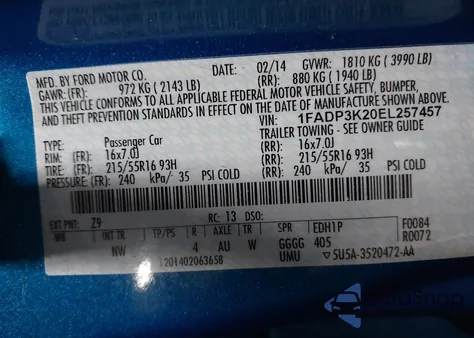 MFD. BY FORD MOTOR CO. 02/14 GVWR: 1810 KG ( 3990 LB)
GAWR: (FR): 972 KG ( 2143 LB) (RR): 880 KG ( 1940 LB)
THIS VEHICLE CONFORMS TO ALL APPLICABLE FEDERAL MOTOR VEHICLE SAFETY, BUMPER,
AND THEFT PREVENTION STANDARDS IN EFFECT ON THE DATE OF MANUFACTURE SHOWN ABOVE.
VIN: 1FADP3K20EL257457
TYPE: Passenger Car TIRE/TOWING - SEE OWNER GUIDE
RIM: (FR): 16x7.0J (RR): 16x7.0J
TIRE: (FR): 215/55R16 93H (RR): 215/55R16 93H
PRESSURE: (FR): 240 kPa/ 35 PSI COLD (RR): 240 kPa/ 35 PSI COLD
EXT PNT: Z9 RC: 13 DSO: F0084
WB INT TR TP/PS R AX TR SPR EDH1P R0072
NW 4 AU W GGGG 405
1201402063658 UMU ▽5U5A-3520472-AA